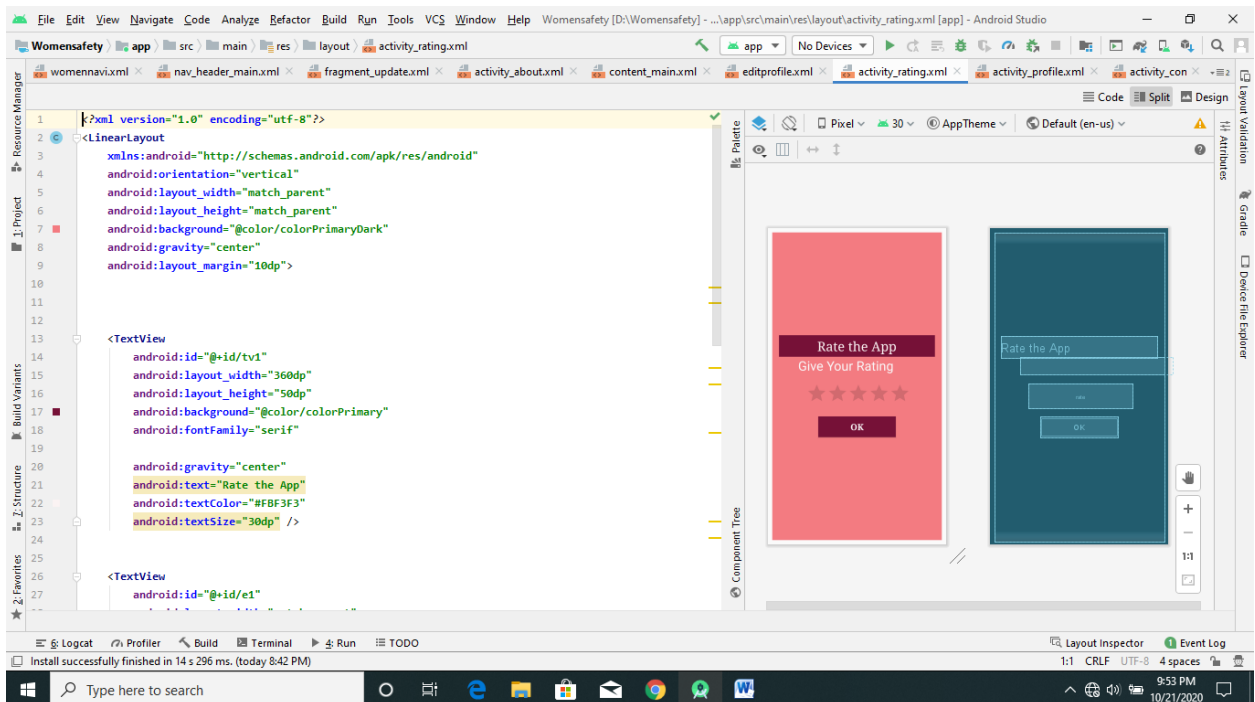 File Edit View Navigate Code Analyze Refactor Build Run Tools VCS Window Help Womensafety [D:\Womensafety] - ...\app\src\main\res\layout\activity_rating.xml [app] - Android Studio
Womensafety app src main res layout activity_rating.xml app No Devices
womennavi.xml nav_header_main.xml fragment_update.xml activity_about.xml content_main.xml editprofile.xml activity_rating.xml activity_profile.xml activity_con 2
Code Split Design
Resource Manager
1: Project
Build Variants
7: Structure
2: Favorites
1 <?xml version="1.0" encoding="utf-8"?>
2 C <LinearLayout
3 xmlns:android="http://schemas.android.com/apk/res/android"
4 android:orientation="vertical"
5 android:layout_width="match_parent"
6 android:layout_height="match_parent"
7 android:background="@color/colorPrimaryDark"
8 android:gravity="center"
9 android:layout_margin="10dp">
10
11
12
13 <TextView
14 android:id="@+id/tv1"
15 android:layout_width="360dp"
16 android:layout_height="50dp"
17 android:background="@color/colorPrimary"
18 android:fontFamily="serif"
19
20 android:gravity="center"
21 android:text="Rate the App"
22 android:textColor="#FBF3F3"
23 android:textSize="30dp" />
24
25
26 <TextView
27 android:id="@+id/e1"
Palette
Component Tree
Pixel 30 AppTheme Default (en-us)
Rate the App
Give Your Rating
OK
Rate the App
OK
1:1
Attributes
Layout Validation
Gradle
Device File Explorer
6: Logcat Profiler Build Terminal 4: Run TODO Layout Inspector 1 Event Log
Install successfully finished in 14 s 296 ms. (today 8:42 PM) 1:1 CRLF UTF-8 4 spaces
Type here to search
9:53 PM
10/21/2020